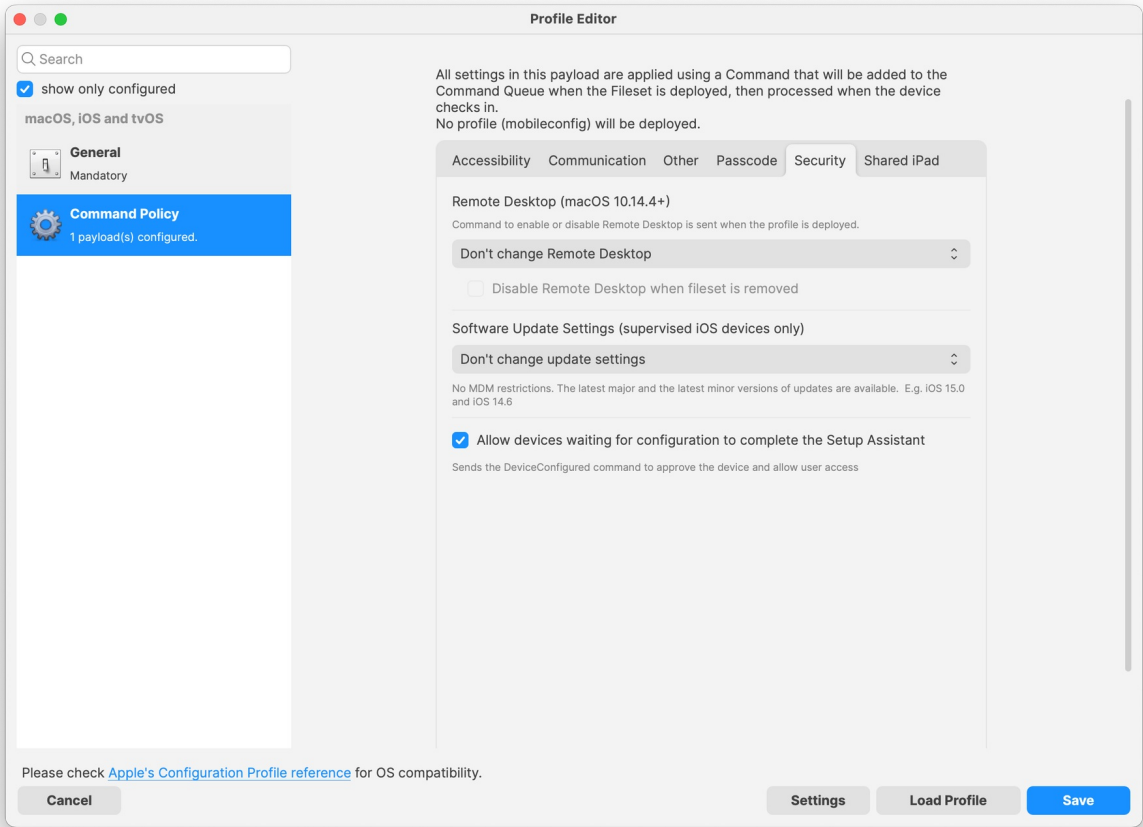 Profile Editor
Search
show only configured
macOS, iOS and tvOS
General
Mandatory
Command Policy
1 payload(s) configured.
All settings in this payload are applied using a Command that will be added to the
Command Queue when the Fileset is deployed, then processed when the device
checks in.
No profile (mobileconfig) will be deployed.
Accessibility Communication Other Passcode Security Shared iPad
Remote Desktop (macOS 10.14.4+)
Command to enable or disable Remote Desktop is sent when the profile is deployed.
Don't change Remote Desktop
Disable Remote Desktop when fileset is removed
Software Update Settings (supervised iOS devices only)
Don't change update settings
No MDM restrictions. The latest major and the latest minor versions of updates are available. E.g. iOS 15.0
and iOS 14.6
Allow devices waiting for configuration to complete the Setup Assistant
Sends the DeviceConfigured command to approve the device and allow user access
Please check Apple's Configuration Profile reference for OS compatibility.
Cancel Settings Load Profile Save